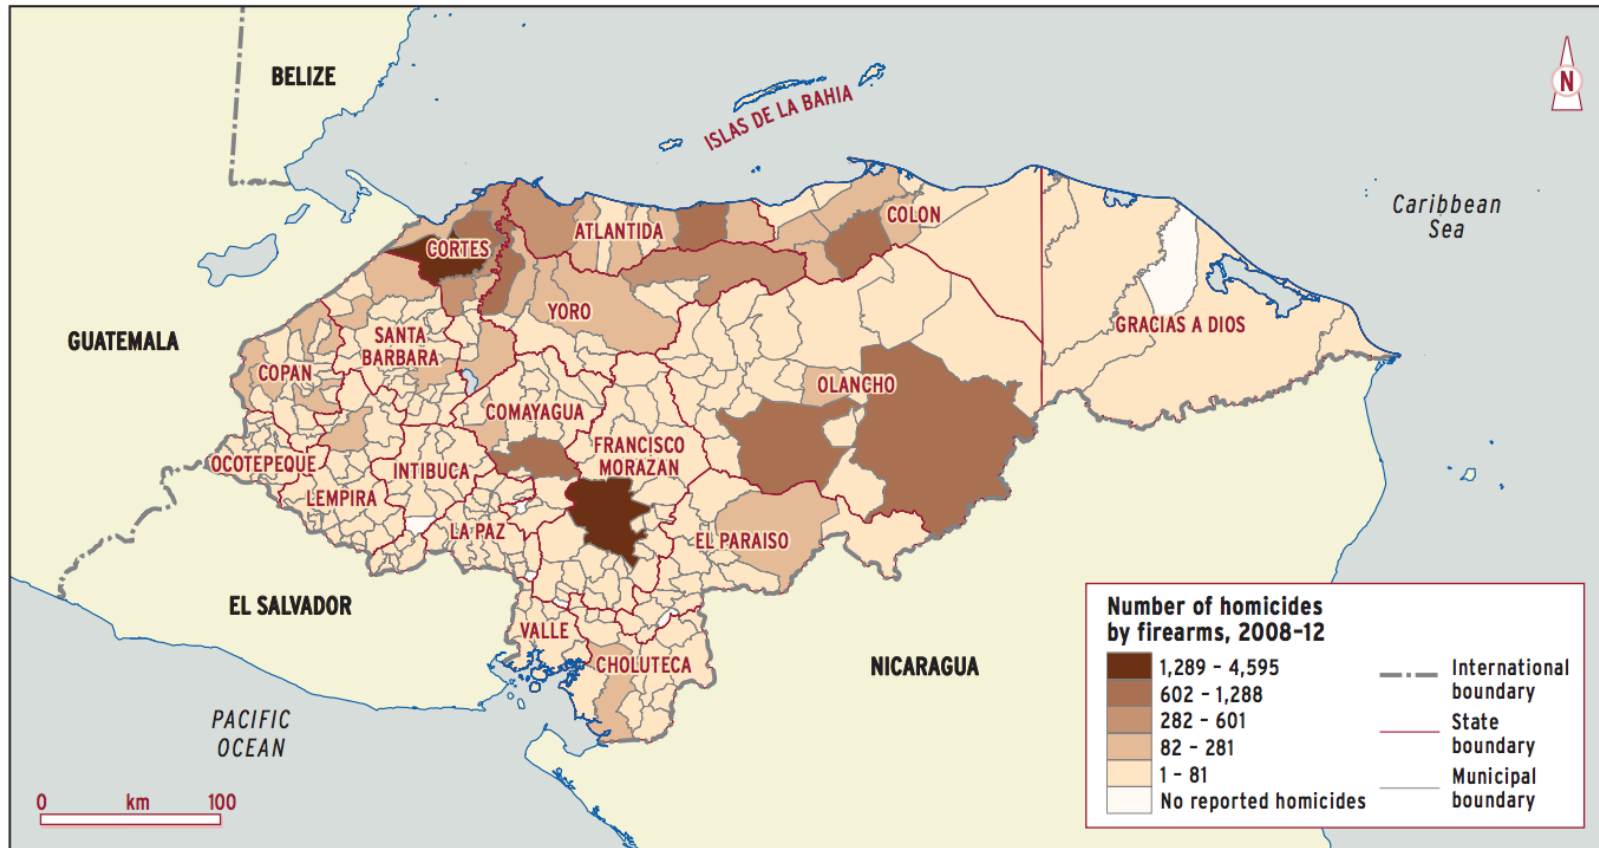 BELIZE
ISLAS DE LA BAHIA
N
Caribbean
Sea
COLON
ATLANTIDA
CORTES
YORO
GRACIAS A DIOS
GUATEMALA
SANTA
BARBARA
COPAN
OLANCHO
COMAYAGUA
FRANCISCO
MORAZAN
OCOTEPEQUE
INTIBUCA
LEMPIRA
LA PAZ
EL PARAISO
EL SALVADOR
VALLE
CHOLUTECA
NICARAGUA
PACIFIC
OCEAN
0 km 100
Number of homicides
by firearms, 2008-12
1,289 - 4,595
602 - 1,288
282 - 601
82 - 281
1 - 81
No reported homicides
International
boundary
State
boundary
Municipal
boundary